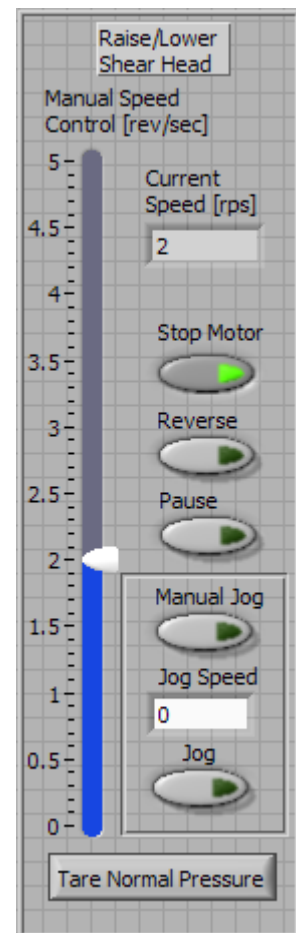 Raise/Lower
Shear Head
Manual Speed
Control [rev/sec]
5
4.5
4
3.5
3
2.5
2
1.5
1
0.5
0
Current
Speed [rps]
2
Stop Motor
Reverse
Pause
Manual Jog
Jog Speed
0
Jog
Tare Normal Pressure